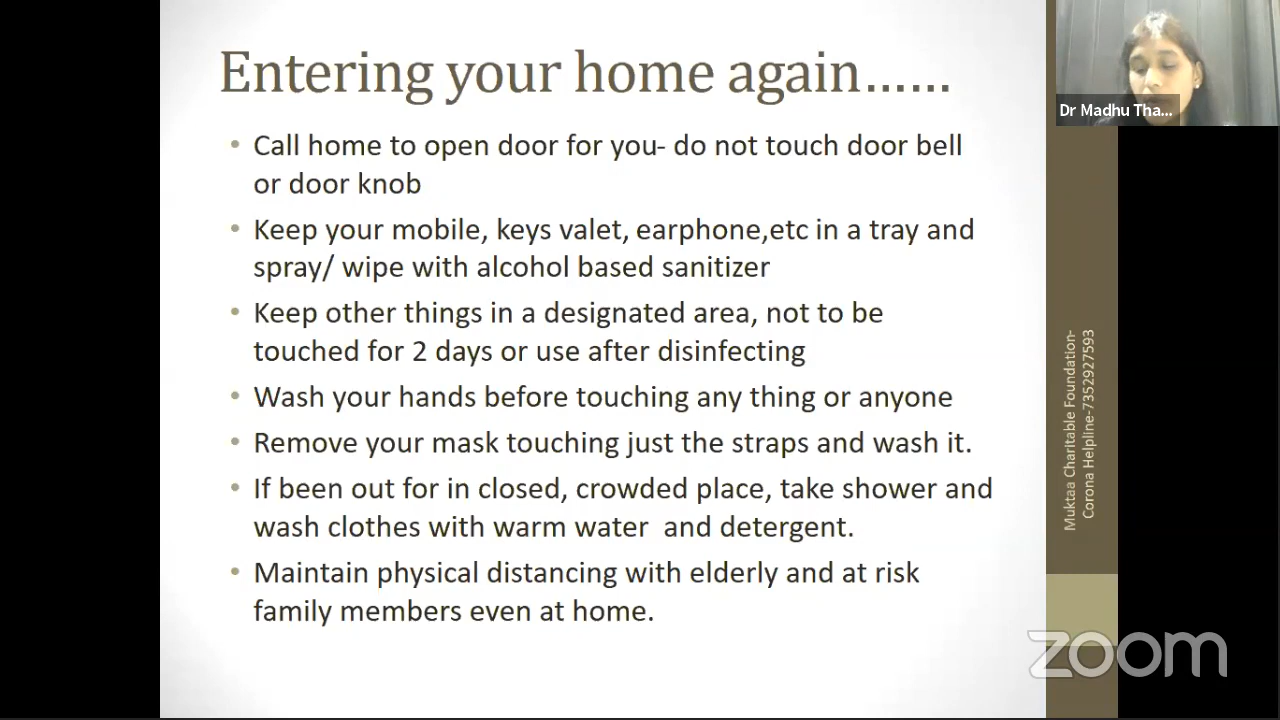 Entering your home again……
Dr Madhu Tha...
• Call home to open door for you- do not touch door bell
or door knob
• Keep your mobile, keys valet, earphone,etc in a tray and
spray/ wipe with alcohol based sanitizer
• Keep other things in a designated area, not to be
touched for 2 days or use after disinfecting
• Wash your hands before touching any thing or anyone
• Remove your mask touching just the straps and wash it.
• If been out for in closed, crowded place, take shower and
wash clothes with warm water  and detergent.
• Maintain physical distancing with elderly and at risk
family members even at home.
Muktaa Charitable Foundation-
Corona Helpline-7352927593
zoom